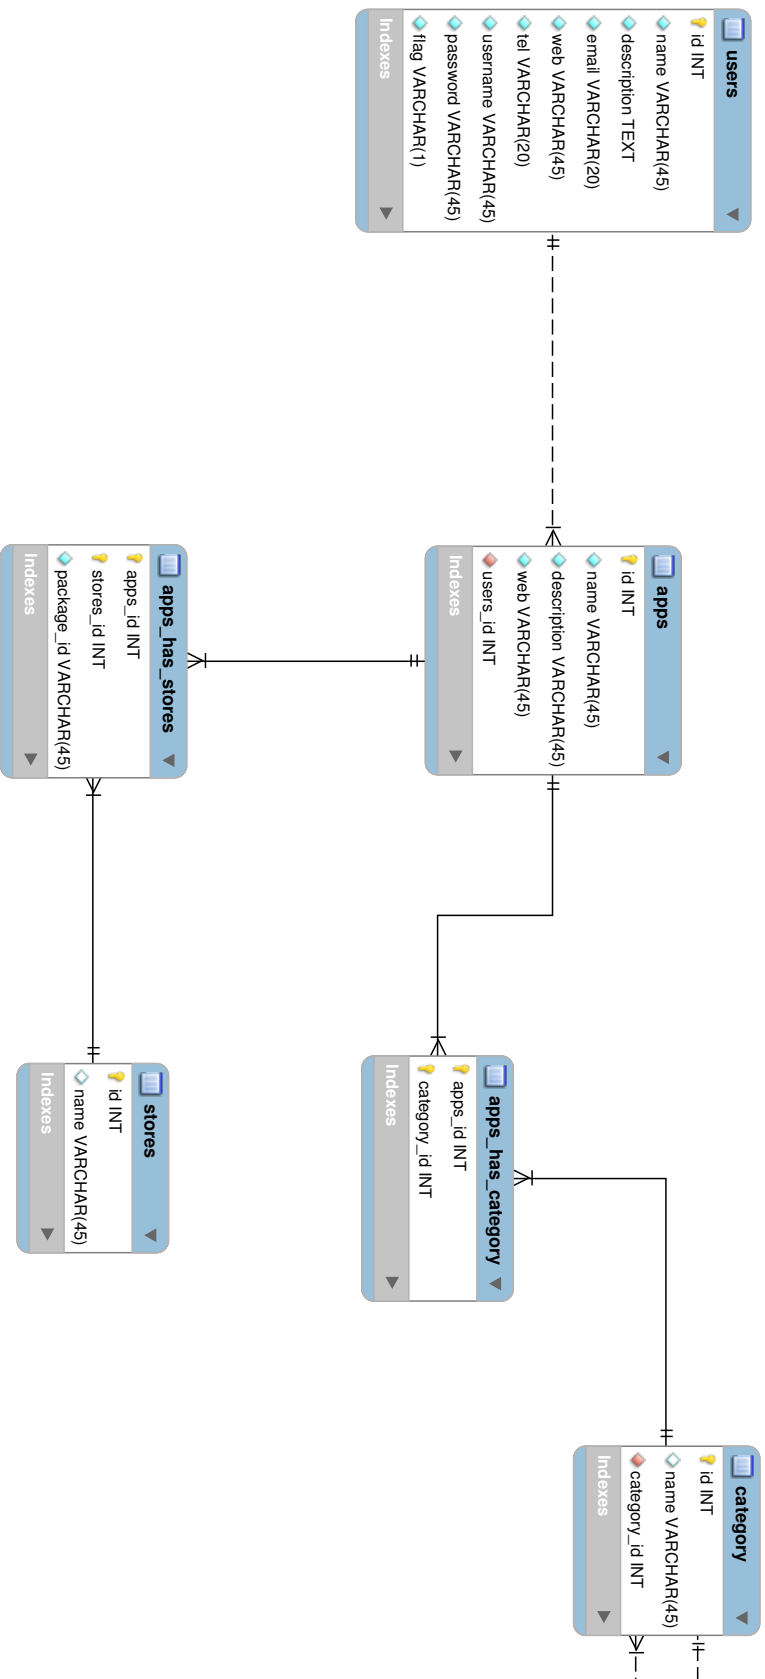 users
id INT
name VARCHAR(45)
description TEXT
email VARCHAR(20)
web VARCHAR(45)
tel VARCHAR(20)
username VARCHAR(45)
password VARCHAR(45)
flag VARCHAR(1)
Indexes
apps
id INT
name VARCHAR(45)
description VARCHAR(45)
web VARCHAR(45)
users_id INT
Indexes
apps_has_stores
apps_id INT
stores_id INT
package_id VARCHAR(45)
Indexes
stores
id INT
name VARCHAR(45)
Indexes
apps_has_category
apps_id INT
category_id INT
Indexes
category
id INT
name VARCHAR(45)
category_id INT
Indexes